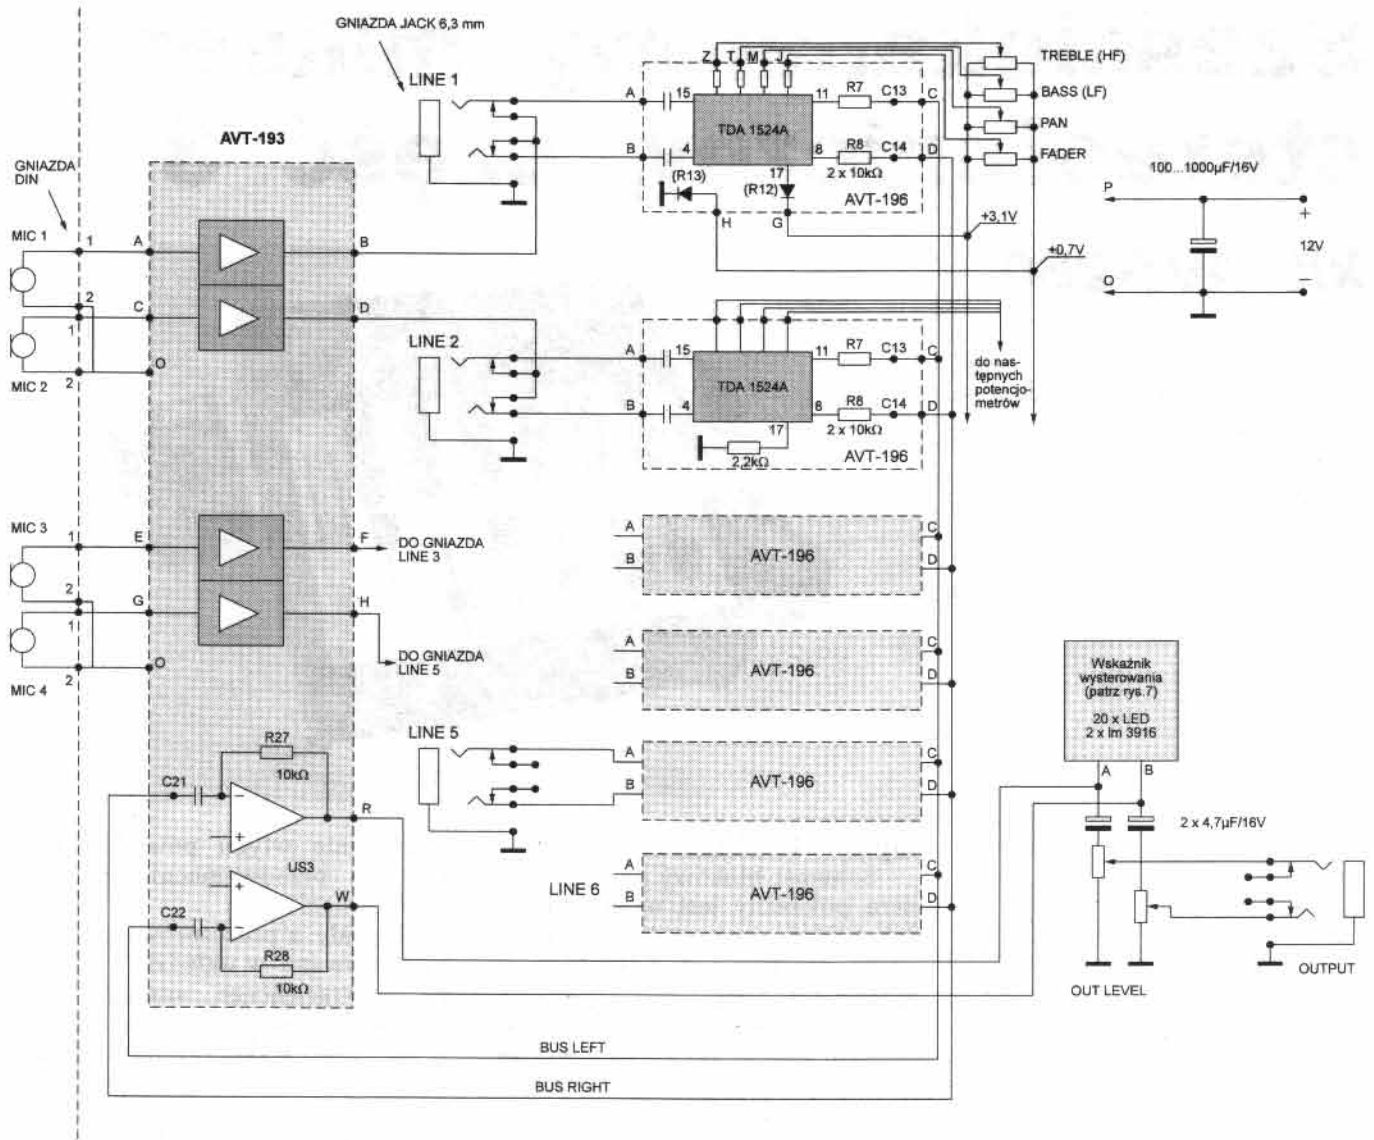 GNIAZDA JACK 6,3 mm
LINE 1
AVT-193
GNIAZDA
DIN
MIC 1
1
A
B
2
C
D
1
O
MIC 2
2
Z T M J
A
15
TDA 1524A
11
R7
C13
C
B
4
8
R8
C14
D
2 x 10kΩ
17
(R13)
(R12)
AVT-196
H
G
TREBLE (HF)
BASS (LF)
PAN
FADER
+3,1V
+0,7V
100...1000µF/16V
P
+
12V
O
–
LINE 2
A
15
TDA 1524A
11
R7
C13
C
B
4
8
R8
C14
D
2 x 10kΩ
17
2,2kΩ
AVT-196
do nas-
tępnych
potencjo-
metrów
MIC 3
1
E
F
DO GNIAZDA
LINE 3
2
G
H
1
O
DO GNIAZDA
LINE 5
MIC 4
2
A
B
AVT-196
C
D
A
B
AVT-196
C
D
LINE 5
A
B
AVT-196
C
D
LINE 6
A
B
AVT-196
C
D
R27
10kΩ
C21
–
+
R
US3
+
–
W
C22
R28
10kΩ
Wskaźnik
wysterowania
(patrz rys.7)
20 x LED
2 x lm 3916
A
B
2 x 4,7µF/16V
OUT LEVEL
OUTPUT
BUS LEFT
BUS RIGHT